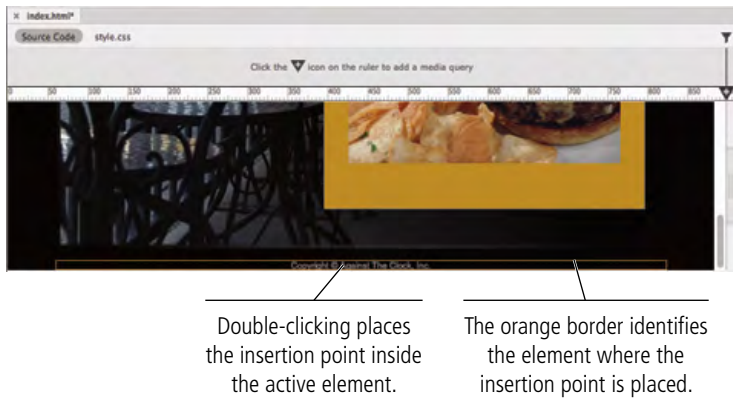 × index.html*
Source Code style.css
Click the icon on the ruler to add a media query
0 50 100 150 200 250 300 350 400 450 500 550 600 650 700 750 800 850
Copyright © Against The Clock, Inc.
Double-clicking places
the insertion point inside
the active element.
The orange border identifies
the element where the
insertion point is placed.